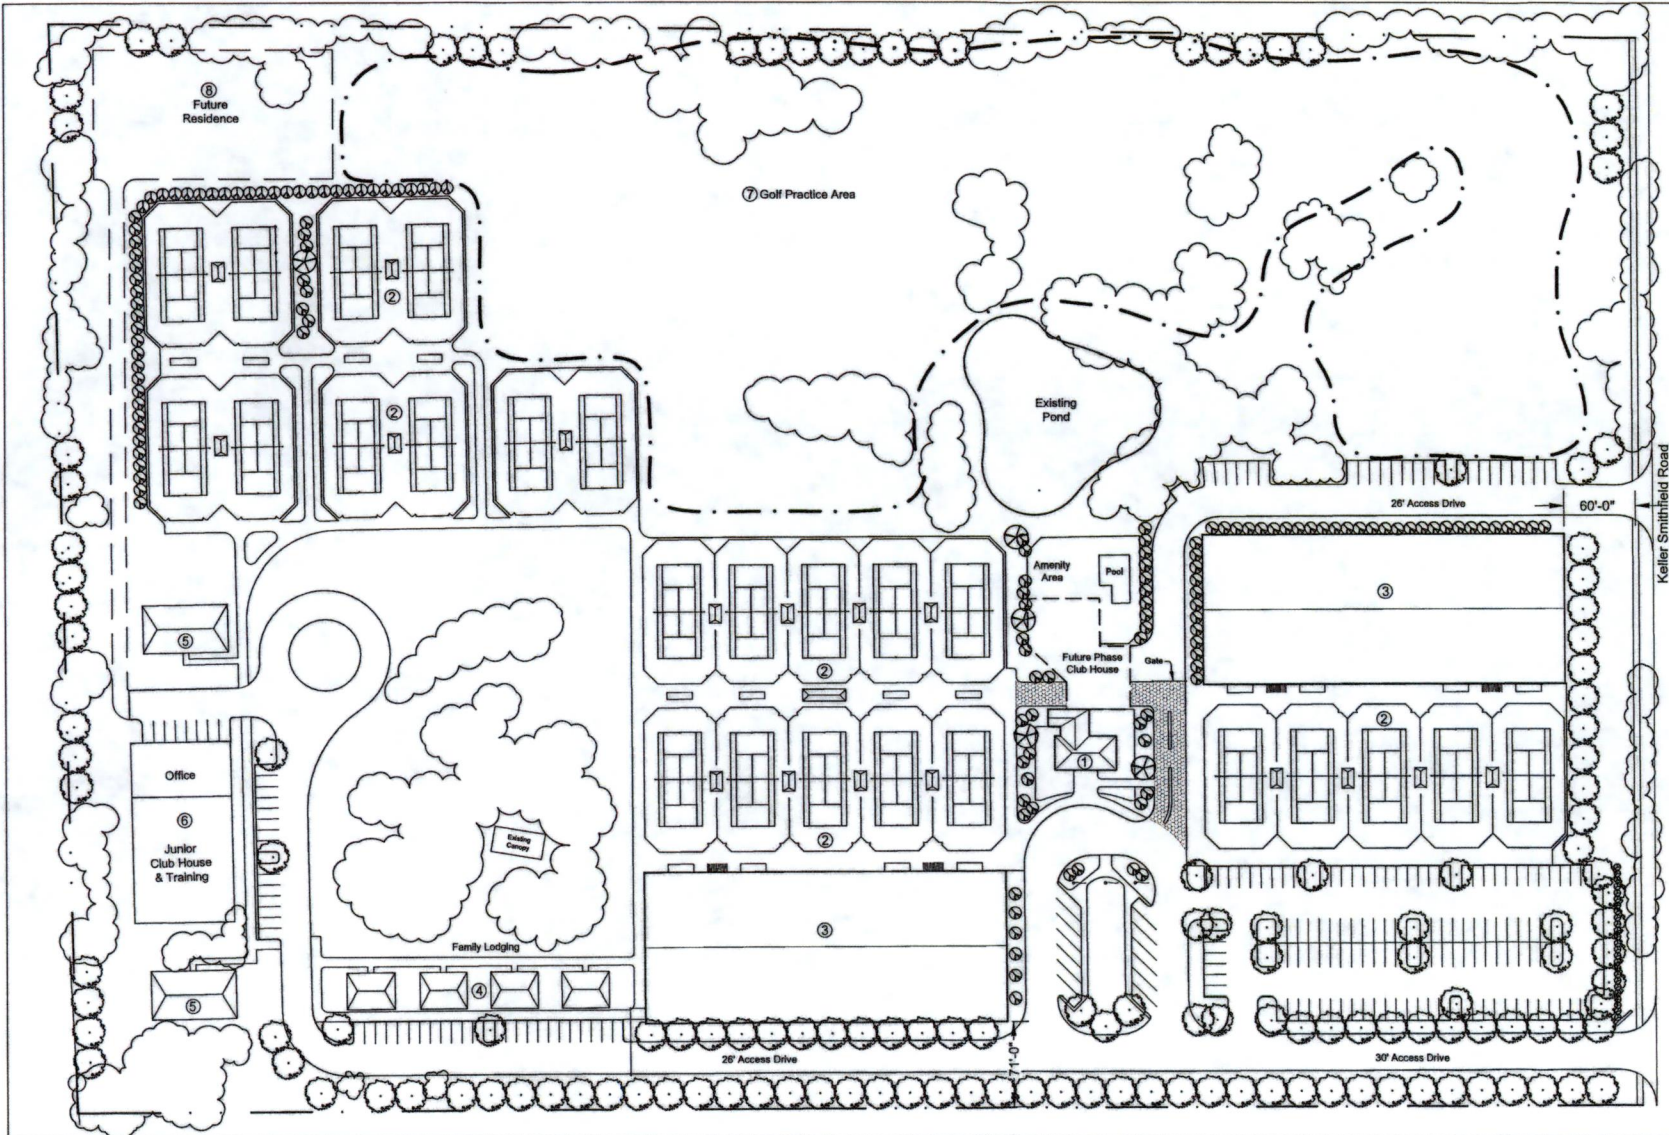 ⑧
Future
Residence
⑦ Golf Practice Area
②
②
Existing
Pond
Keller Smithfield Road
26' Access Drive
60'-0"
Amenity
Area
Pool
③
⑤
②
Future Phase
Club House
Gate
②
①
Office
⑥
Junior
Club House
& Training
Existing
Canopy
②
③
Family Lodging
④
⑤
26' Access Drive
71'-0"
30' Access Drive